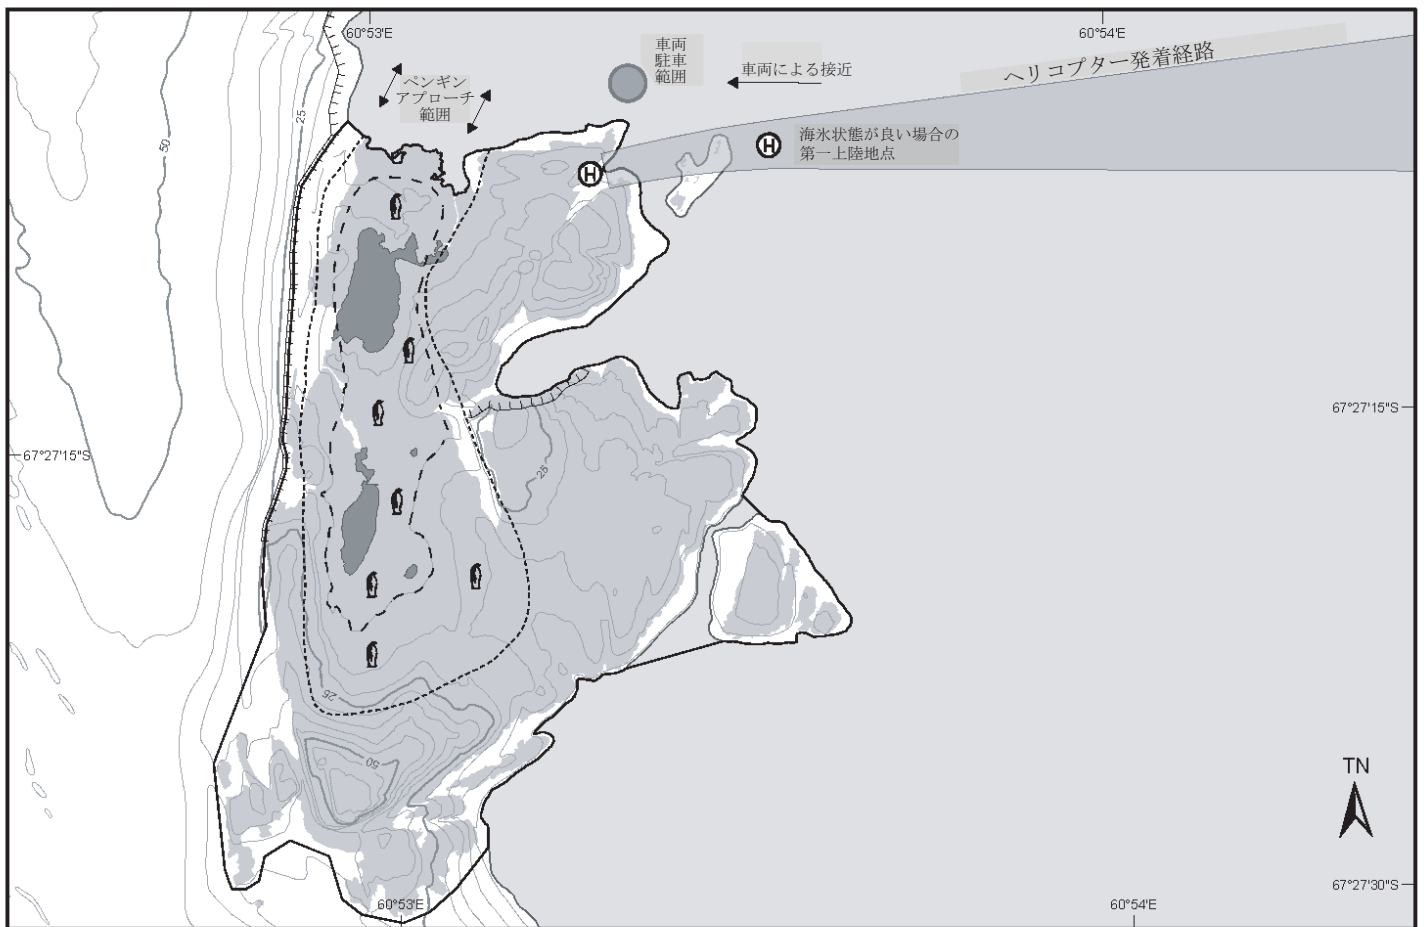 60°53'E
60°54'E
車両
駐車
範囲
車両による接近
ヘリコプター発着経路
ペンギン
アプローチ
範囲
25
50
H
海氷状態が良い場合の
第一上陸地点
H
67°27'15"S
67°27'15"S
25
25
50
TN
67°27'30"S
60°53'E
60°54'E